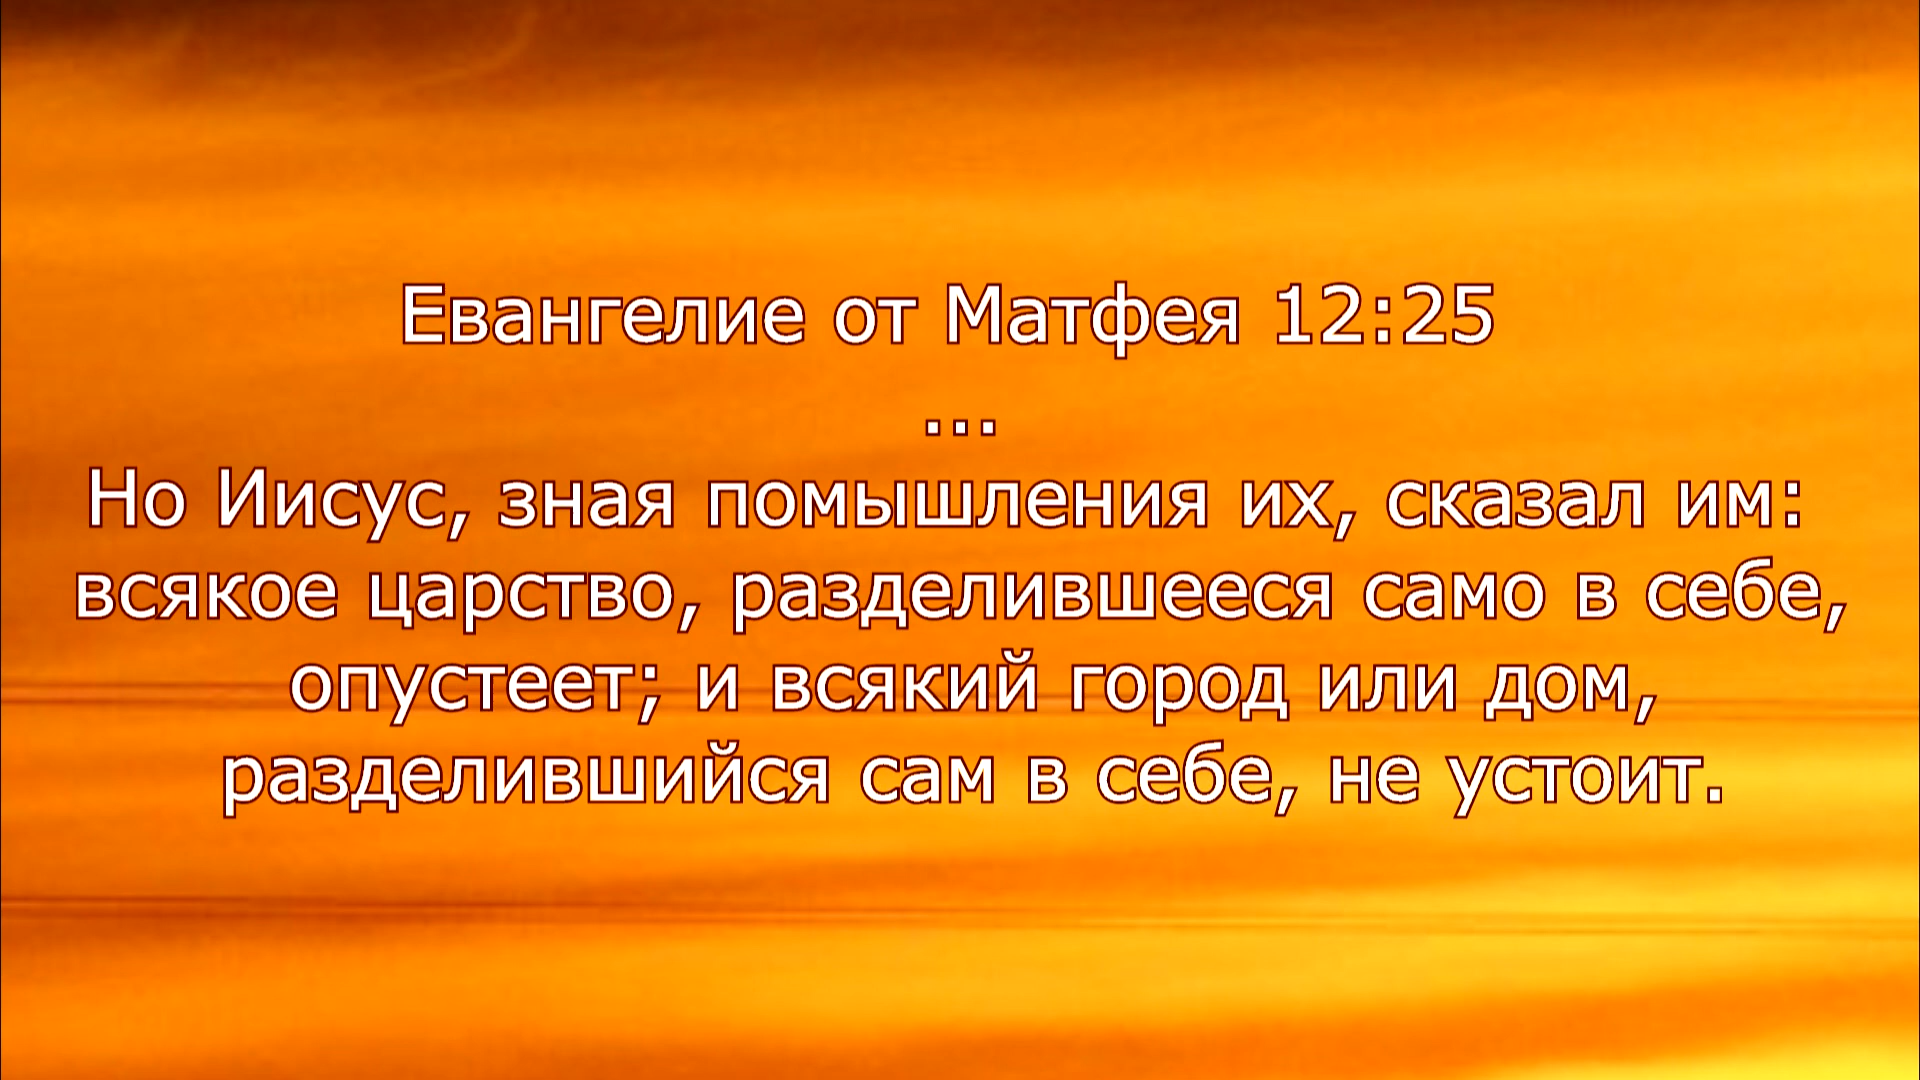 Евангелие от Матфея 12:25
...
Но Иисус, зная помышления их, сказал им:
всякое царство, разделившееся само в себе,
опустеет; и всякий город или дом,
разделившийся сам в себе, не устоит.